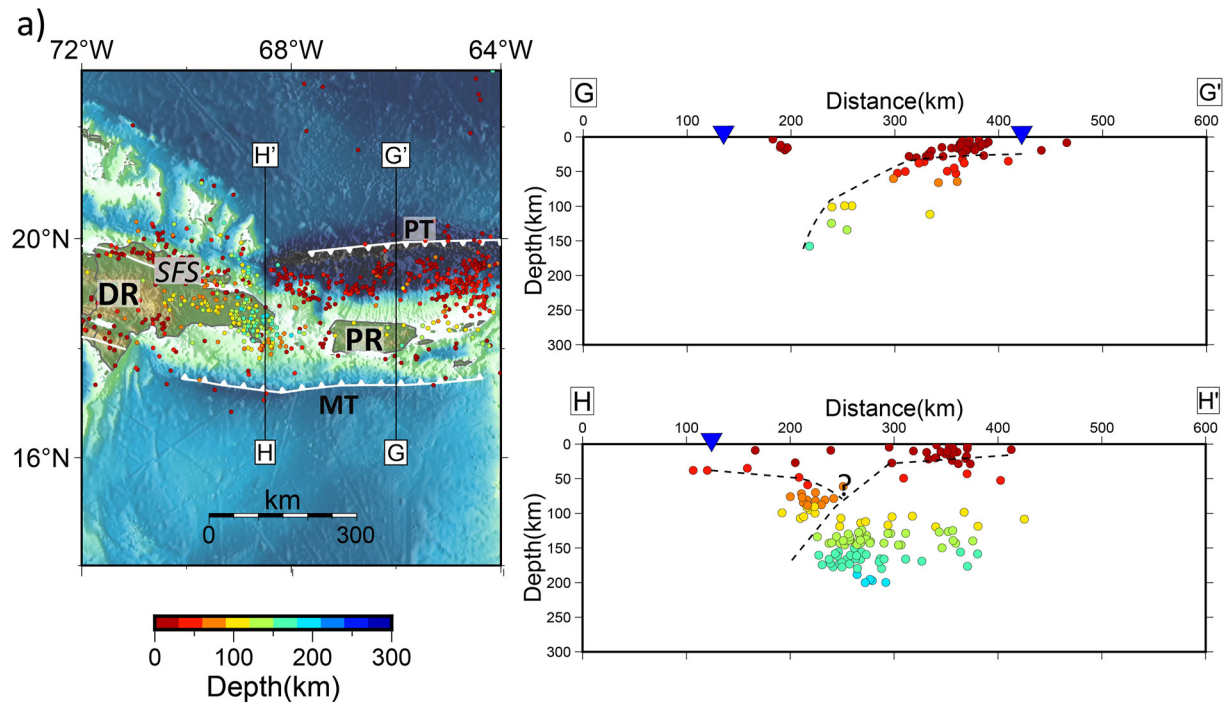 a)
72°W 68°W 64°W
20°N
16°N
H' G'
PT
SFS
DR
PR
MT
H G
km
0 300
0 100 200 300
Depth(km)
G G'
Distance(km)
0 100 200 300 400 500 600
0
50
100
150
200
250
300
Depth(km)
H H'
Distance(km)
0 100 200 300 400 500 600
0
50
100
150
200
250
300
Depth(km)
?